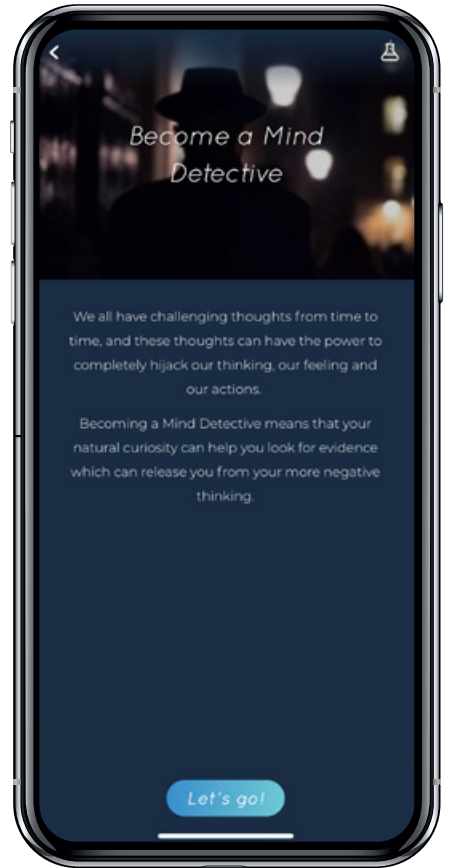 Become a Mind
Detective
We all have challenging thoughts from time to
time, and these thoughts can have the power to
completely hijack our thinking, our feeling and
our actions.
Becoming a Mind Detective means that your
natural curiosity can help you look for evidence
which can release you from your more negative
thinking.
Let's go!